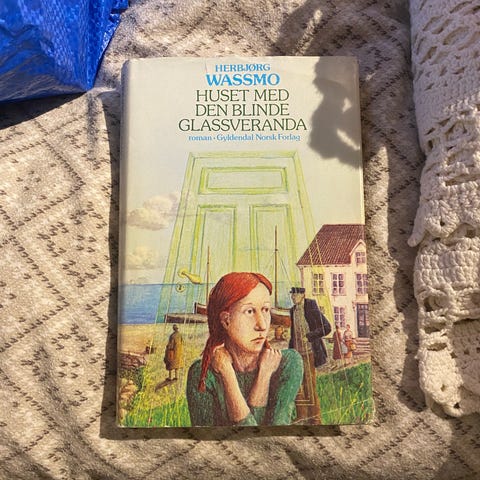 HERBJØRG
WASSMO
HUSET MED
DEN BLINDE
GLASSVERANDA
roman · Gyldendal Norsk Forlag